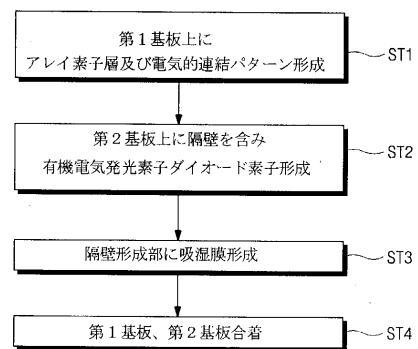 第1基板上に
アレイ素子層及び電気的連結パターン形成
ST1
第2基板上に隔壁を含み
有機電気発光素子ダイオード素子形成
ST2
隔壁形成部に吸湿膜形成
ST3
第1基板、第2基板合着
ST4